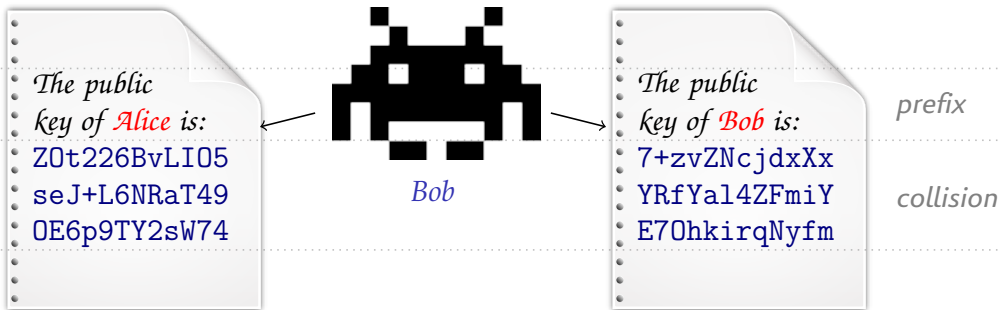 The public
key of Alice is:
ZOt226BvLIO5
seJ+L6NRaT49
OE6p9TY2sW74
Bob
The public
key of Bob is:
7+zvZNcjdxXx
YRfYal4ZFmiY
E7OhkirqNyfm
prefix
collision